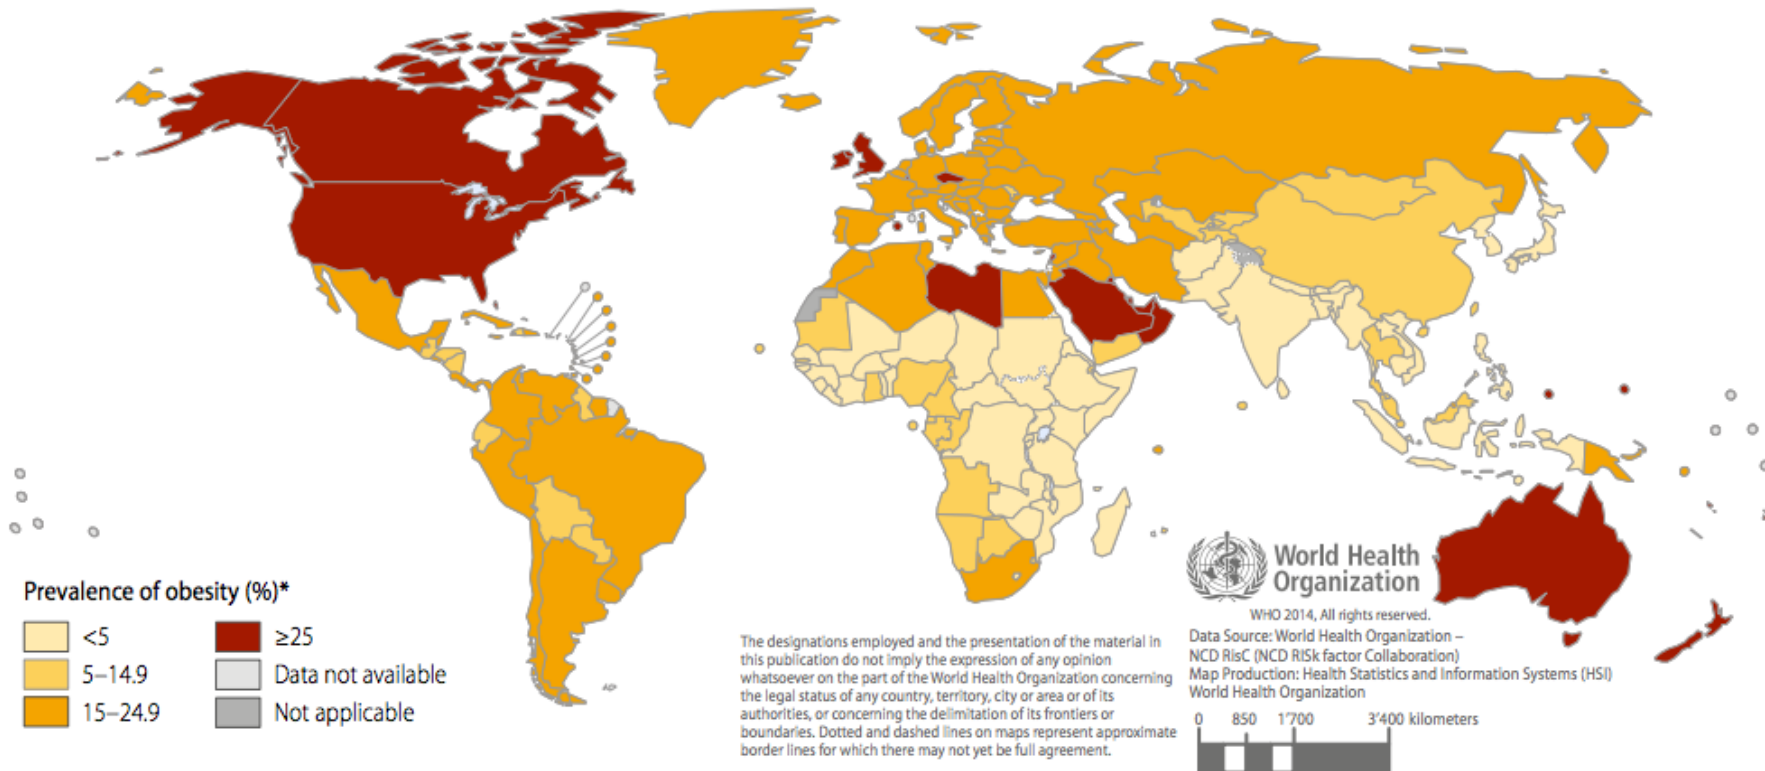 Prevalence of obesity (%)*
<5
5–14.9
15–24.9
≥25
Data not available
Not applicable
The designations employed and the presentation of the material in
this publication do not imply the expression of any opinion
whatsoever on the part of the World Health Organization concerning
the legal status of any country, territory, city or area or of its
authorities, or concerning the delimitation of its frontiers or
boundaries. Dotted and dashed lines on maps represent approximate
border lines for which there may not yet be full agreement.
World Health
Organization
WHO 2014, All rights reserved.
Data Source: World Health Organization –
NCD RisC (NCD RISk factor Collaboration)
Map Production: Health Statistics and Information Systems (HSI)
World Health Organization
0 850 1'700 3'400 kilometers